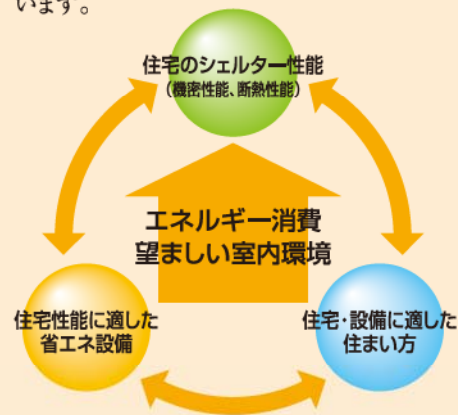 います。
住宅のシェルター性能
(機密性能、断熱性能)
エネルギー消費
望ましい室内環境
住宅性能に適した
省エネ設備
住宅・設備に適した
住まい方